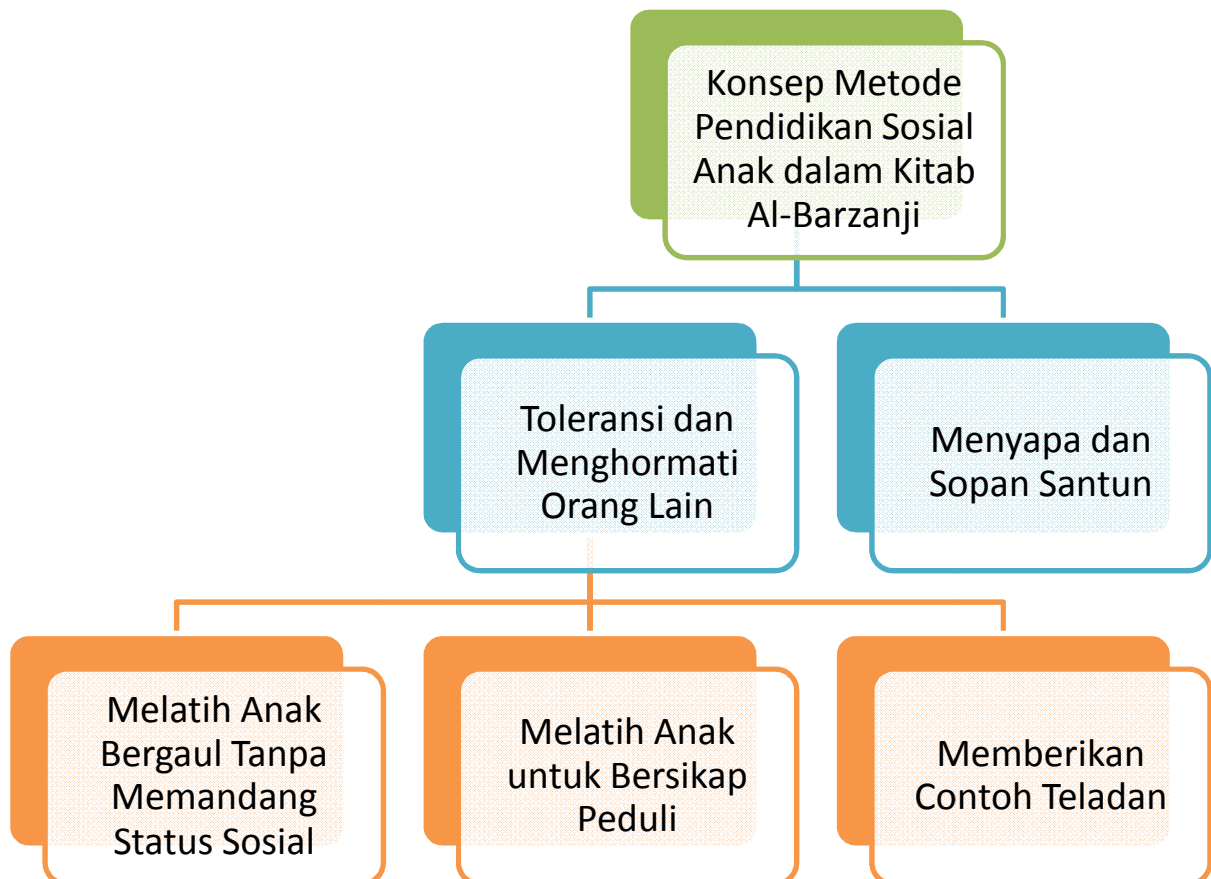 Konsep Metode
Pendidikan Sosial
Anak dalam Kitab
Al-Barzanji
Toleransi dan
Menghormati
Orang Lain
Menyapa dan
Sopan Santun
Melatih Anak
Bergaul Tanpa
Memandang
Status Sosial
Melatih Anak
untuk Bersikap
Peduli
Memberikan
Contoh Teladan